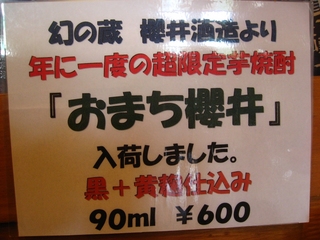 幻の蔵 櫻井酒造より
年に一度の超限定芋焼酎
『おまち櫻井』
入荷しました。
黒+黄麹仕込み
90ml ￥600